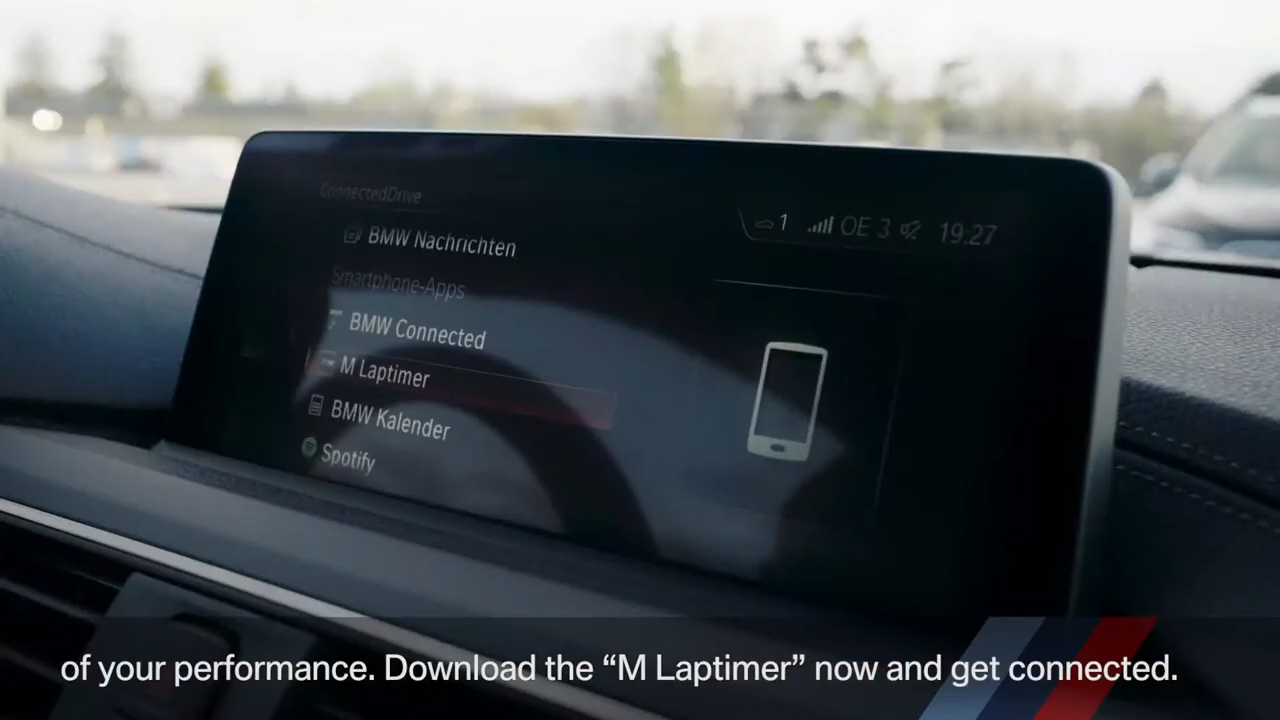 ConnectedDrive
1 OE 3 19:27
BMW Nachrichten
Smartphone-Apps
BMW Connected
M Laptimer
BMW Kalender
Spotify
of your performance. Download the “M Laptimer” now and get connected.